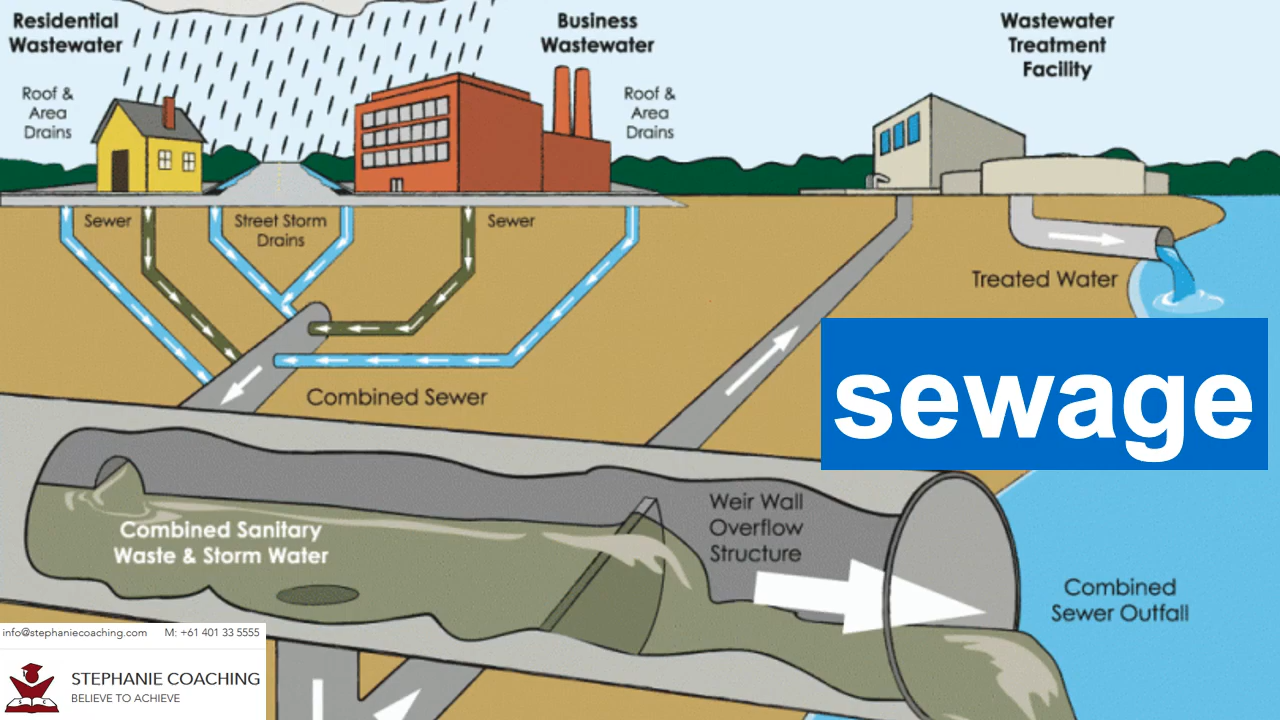 Residential
Wastewater
Business
Wastewater
Wastewater
Treatment
Facility
Roof &
Area
Drains
Roof &
Area
Drains
Sewer
Street Storm
Drains
Sewer
Treated Water
Combined Sewer
sewage
Weir Wall
Overflow
Structure
Combined Sanitary
Waste & Storm Water
Combined
Sewer Outfall
info@stephaniecoaching.com M: +61 401 33 5555
STEPHANIE COACHING
BELIEVE TO ACHIEVE
S C